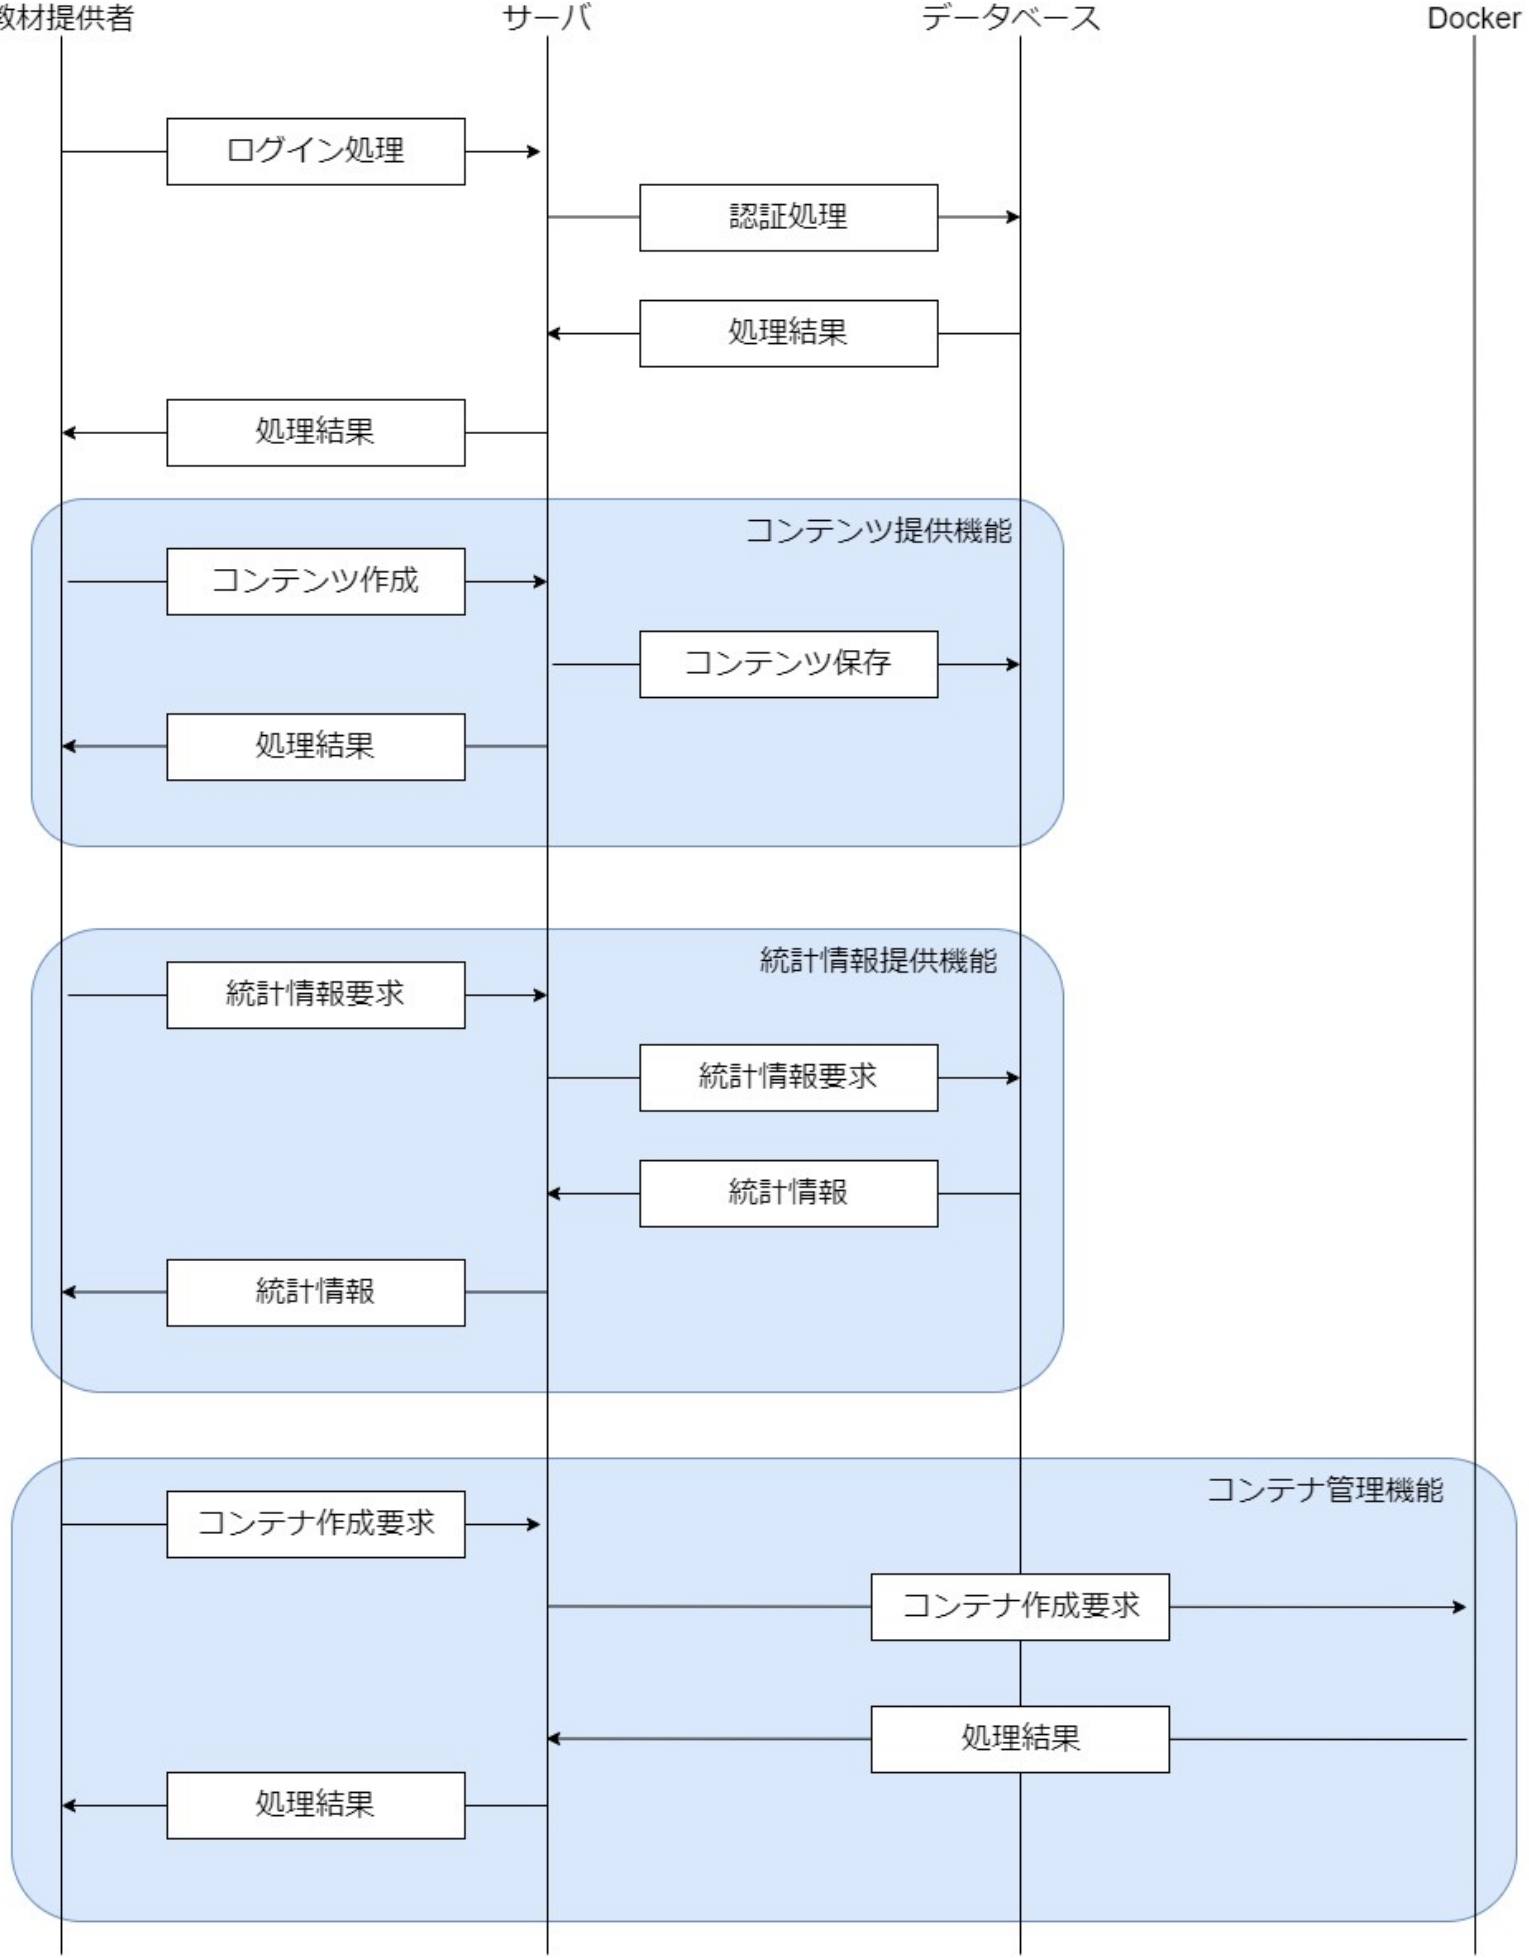 教材提供者
サーバ
データベース
Docker
ログイン処理
認証処理
処理結果
処理結果
コンテンツ提供機能
コンテンツ作成
コンテンツ保存
処理結果
統計情報提供機能
統計情報要求
統計情報要求
統計情報
統計情報
コンテナ管理機能
コンテナ作成要求
コンテナ作成要求
処理結果
処理結果